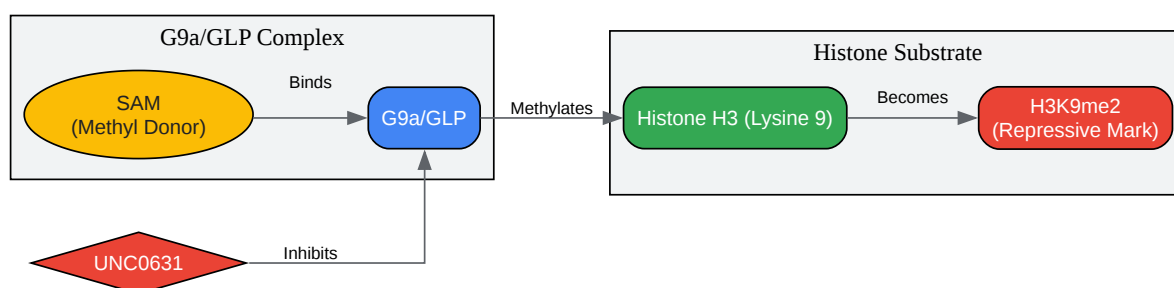 G9a/GLP Complex
Histone Substrate
SAM
(Methyl Donor)
Binds
G9a/GLP
Methylates
Histone H3 (Lysine 9)
Becomes
H3K9me2
(Repressive Mark)
UNC0631
Inhibits